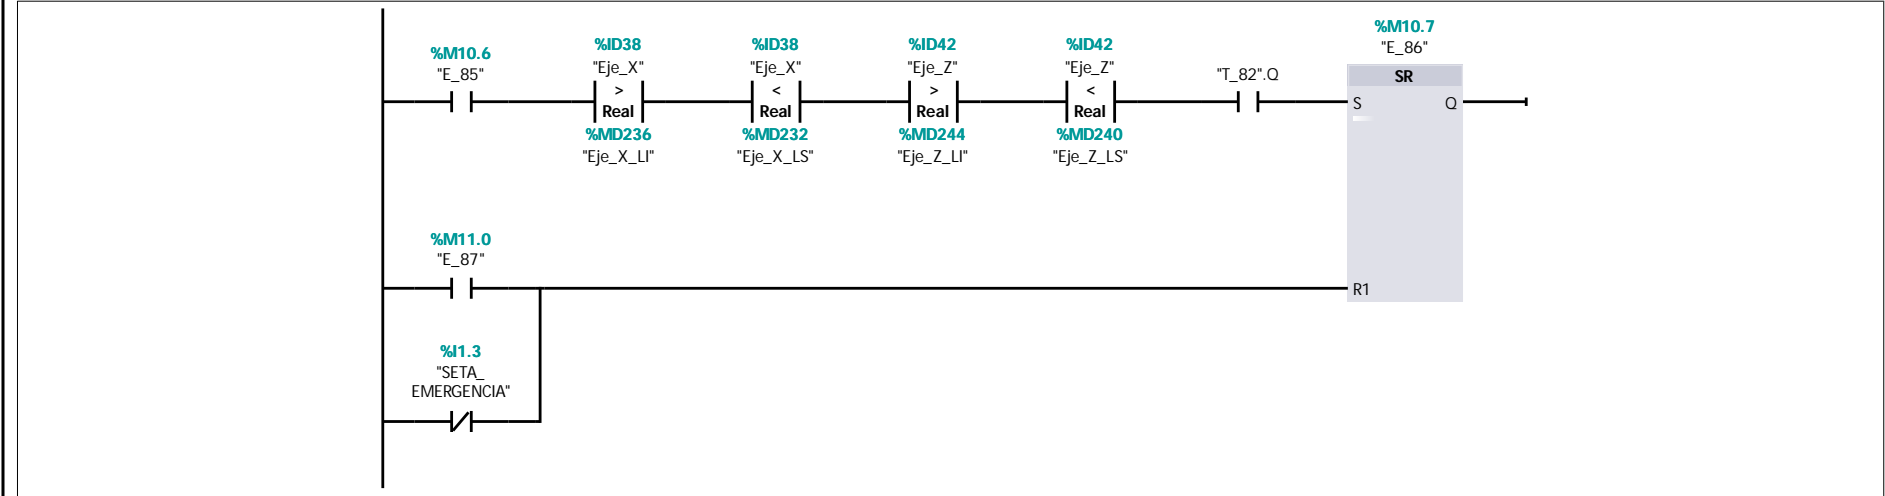 %M10.7
"E_86"
%M10.6
"E_85"
%ID38
"Eje_X"
>
Real
%MD236
"Eje_X_LI"
%ID38
"Eje_X"
<
Real
%MD232
"Eje_X_LS"
%ID42
"Eje_Z"
>
Real
%MD244
"Eje_Z_LI"
%ID42
"Eje_Z"
<
Real
%MD240
"Eje_Z_LS"
"T_82".Q
SR
S
Q
%M11.0
"E_87"
R1
%I1.3
"SETA_
EMERGENCIA"